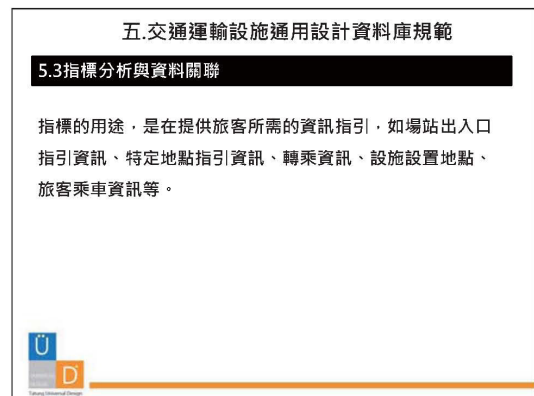 五.交通運輸設施通用設計資料庫規範
5.3指標分析與資料關聯
指標的用途，是在提供旅客所需的資訊指引，如場站出入口
指引資訊、特定地點指引資訊、轉乘資訊、設施設置地點、
旅客乘車資訊等。
Ü
D
Tatung Universal Design